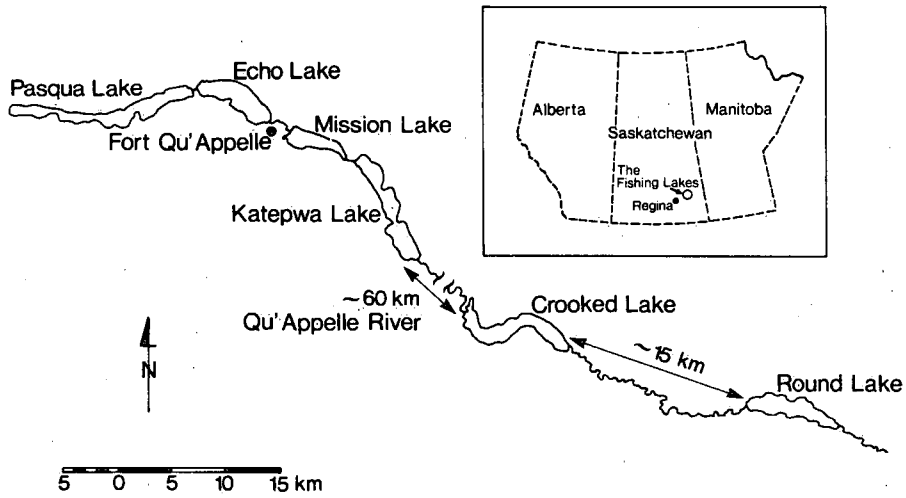 Pasqua Lake
Echo Lake
Fort Qu'Appelle
Mission Lake
Katepwa Lake
~60 km
Qu'Appelle River
Crooked Lake
~15 km
Round Lake
N
5 0 5 10 15 km
Alberta
Saskatchewan
Manitoba
The
Fishing Lakes
Regina